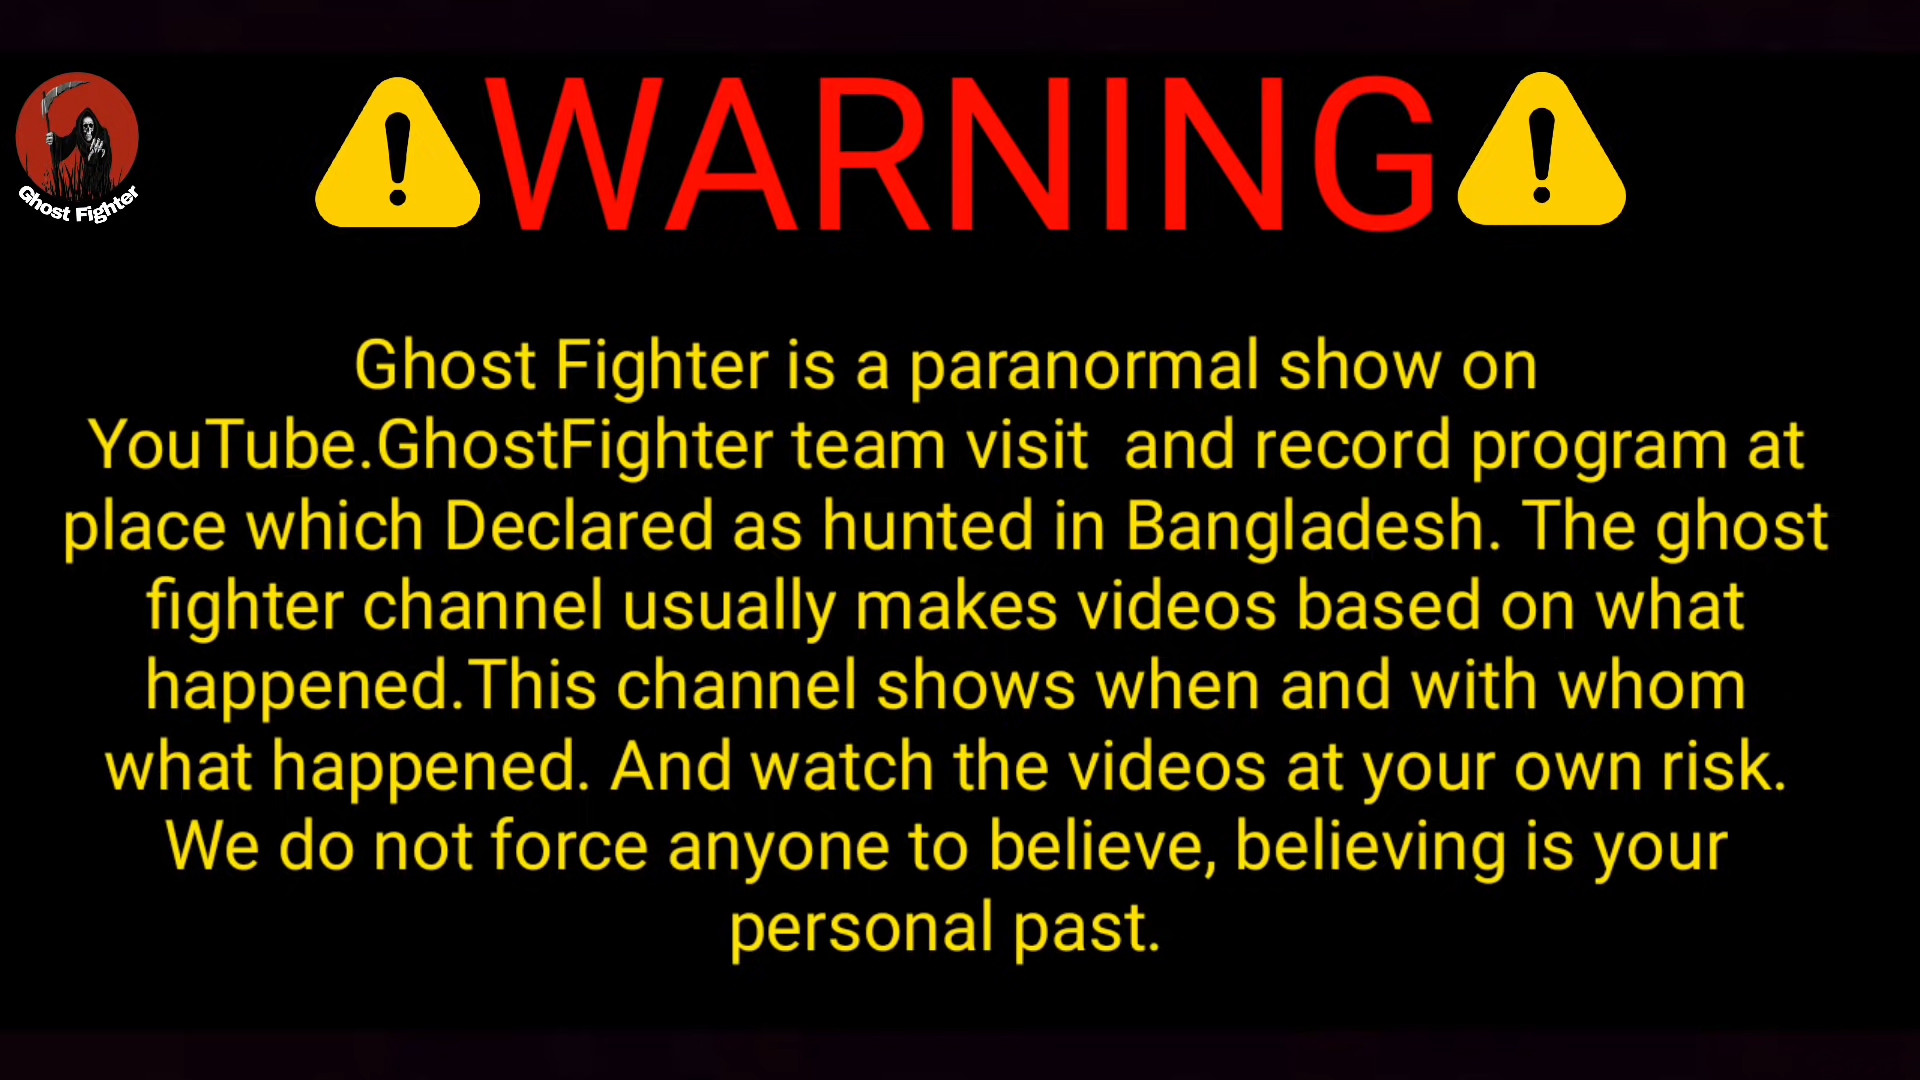 Ghost Fighter
⚠WARNING⚠
Ghost Fighter is a paranormal show on
YouTube.GhostFighter team visit  and record program at
place which Declared as hunted in Bangladesh. The ghost
fighter channel usually makes videos based on what
happened.This channel shows when and with whom
what happened. And watch the videos at your own risk.
We do not force anyone to believe, believing is your
personal past.